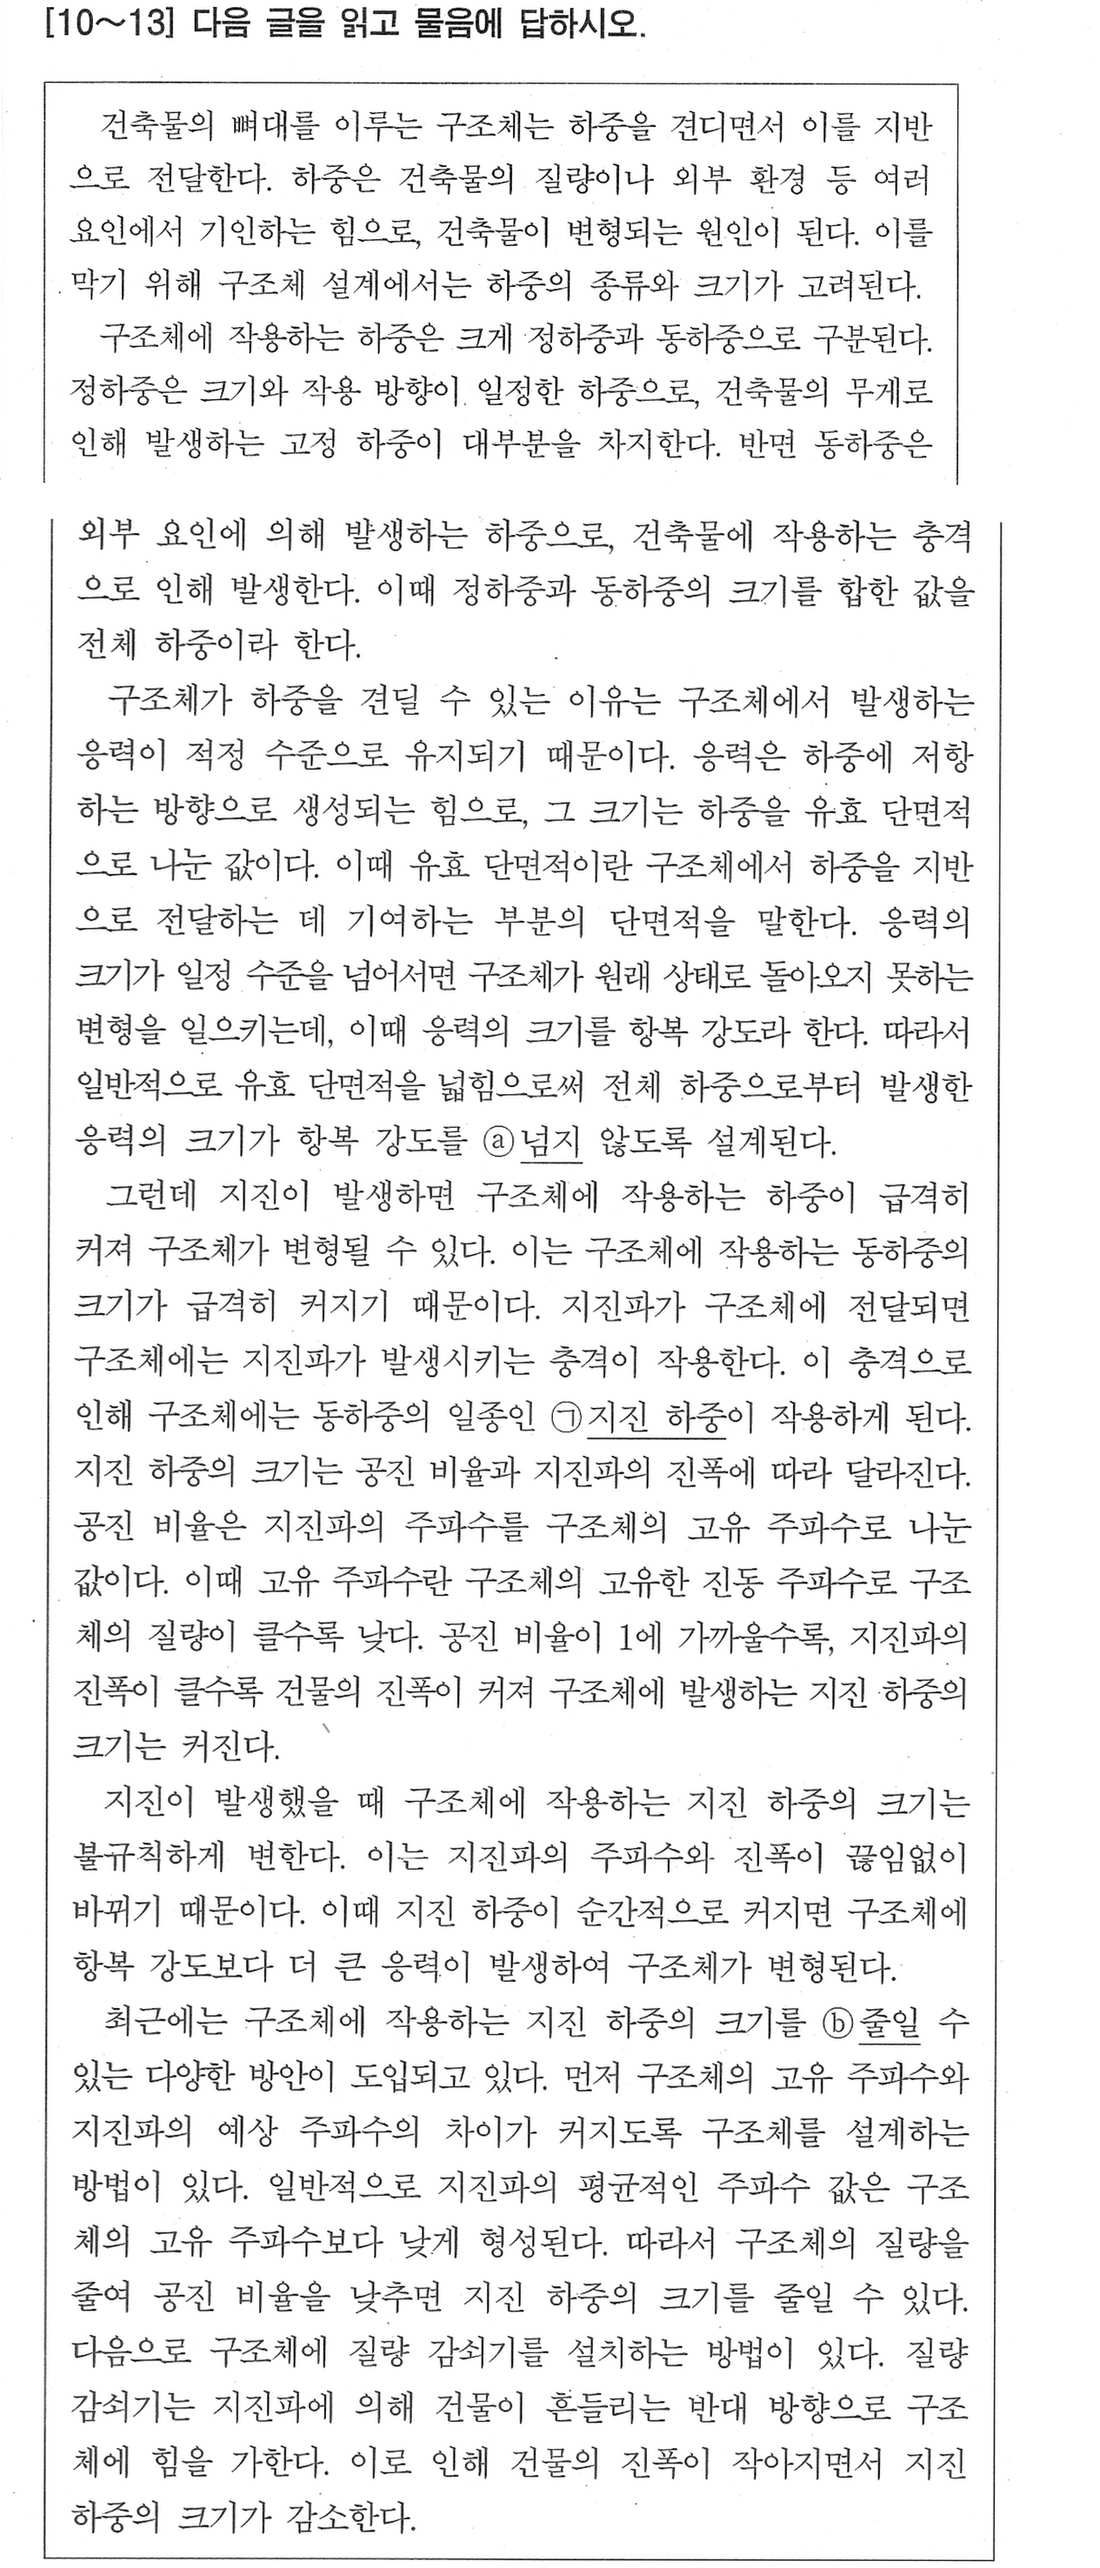 [10~13] 다음 글을 읽고 물음에 답하시오.
건축물의 뼈대를 이루는 구조체는 하중을 견디면서 이를 지반
으로 전달한다. 하중은 건축물의 질량이나 외부 환경 등 여러
요인에서 기인하는 힘으로, 건축물이 변형되는 원인이 된다. 이를
막기 위해 구조체 설계에서는 하중의 종류와 크기가 고려된다.
구조체에 작용하는 하중은 크게 정하중과 동하중으로 구분된다.
정하중은 크기와 작용 방향이 일정한 하중으로, 건축물의 무게로
인해 발생하는 고정 하중이 대부분을 차지한다. 반면 동하중은
외부 요인에 의해 발생하는 하중으로, 건축물에 작용하는 충격
으로 인해 발생한다. 이때 정하중과 동하중의 크기를 합한 값을
전체 하중이라 한다.
구조체가 하중을 견딜 수 있는 이유는 구조체에서 발생하는
응력이 적정 수준으로 유지되기 때문이다. 응력은 하중에 저항
하는 방향으로 생성되는 힘으로, 그 크기는 하중을 유효 단면적
으로 나눈 값이다. 이때 유효 단면적이란 구조체에서 하중을 지반
으로 전달하는 데 기여하는 부분의 단면적을 말한다. 응력의
크기가 일정 수준을 넘어서면 구조체가 원래 상태로 돌아오지 못하는
변형을 일으키는데, 이때 응력의 크기를 항복 강도라 한다. 따라서
일반적으로 유효 단면적을 넓힘으로써 전체 하중으로부터 발생한
응력의 크기가 항복 강도를 ⓐ넘지 않도록 설계된다.
그런데 지진이 발생하면 구조체에 작용하는 하중이 급격히
커져 구조체가 변형될 수 있다. 이는 구조체에 작용하는 동하중의
크기가 급격히 커지기 때문이다. 지진파가 구조체에 전달되면
구조체에는 지진파가 발생시키는 충격이 작용한다. 이 충격으로
인해 구조체에는 동하중의 일종인 ㉠지진 하중이 작용하게 된다.
지진 하중의 크기는 공진 비율과 지진파의 진폭에 따라 달라진다.
공진 비율은 지진파의 주파수를 구조체의 고유 주파수로 나눈
값이다. 이때 고유 주파수란 구조체의 고유한 진동 주파수로 구조
체의 질량이 클수록 낮다. 공진 비율이 1에 가까울수록, 지진파의
진폭이 클수록 건물의 진폭이 커져 구조체에 발생하는 지진 하중의
크기는 커진다.
지진이 발생했을 때 구조체에 작용하는 지진 하중의 크기는
불규칙하게 변한다. 이는 지진파의 주파수와 진폭이 끊임없이
바뀌기 때문이다. 이때 지진 하중이 순간적으로 커지면 구조체에
항복 강도보다 더 큰 응력이 발생하여 구조체가 변형된다.
최근에는 구조체에 작용하는 지진 하중의 크기를 ⓑ줄일 수
있는 다양한 방안이 도입되고 있다. 먼저 구조체의 고유 주파수와
지진파의 예상 주파수의 차이가 커지도록 구조체를 설계하는
방법이 있다. 일반적으로 지진파의 평균적인 주파수 값은 구조
체의 고유 주파수보다 낮게 형성된다. 따라서 구조체의 질량을
줄여 공진 비율을 낮추면 지진 하중의 크기를 줄일 수 있다.
다음으로 구조체에 질량 감쇠기를 설치하는 방법이 있다. 질량
감쇠기는 지진파에 의해 건물이 흔들리는 반대 방향으로 구조
체에 힘을 가한다. 이로 인해 건물의 진폭이 작아지면서 지진
하중의 크기가 감소한다.